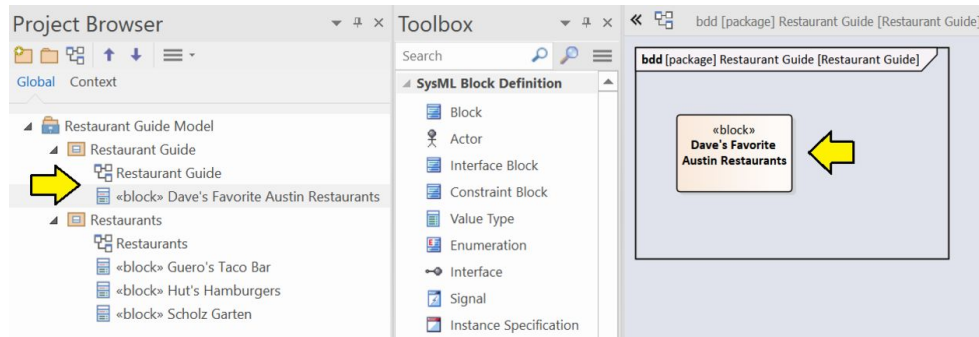 Project Browser
Global Context
Restaurant Guide Model
Restaurant Guide
Restaurant Guide
«block» Dave's Favorite Austin Restaurants
Restaurants
Restaurants
«block» Guero's Taco Bar
«block» Hut's Hamburgers
«block» Scholz Garten
Toolbox
Search
SysML Block Definition
Block
Actor
Interface Block
Constraint Block
Value Type
Enumeration
Interface
Signal
Instance Specification
bdd [package] Restaurant Guide [Restaurant Guide]
bdd [package] Restaurant Guide [Restaurant Guide]
«block»
Dave's Favorite
Austin Restaurants